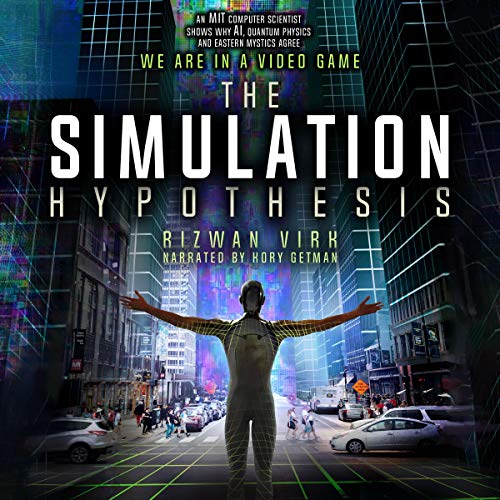 AN MIT COMPUTER SCIENTIST
SHOWS WHY AI, QUANTUM PHYSICS
AND EASTERN MYSTICS AGREE
WE ARE IN A VIDEO GAME
THE
SIMULATION
HYPOTHESIS
RIZWAN VIRK
NARRATED BY KORY GETMAN